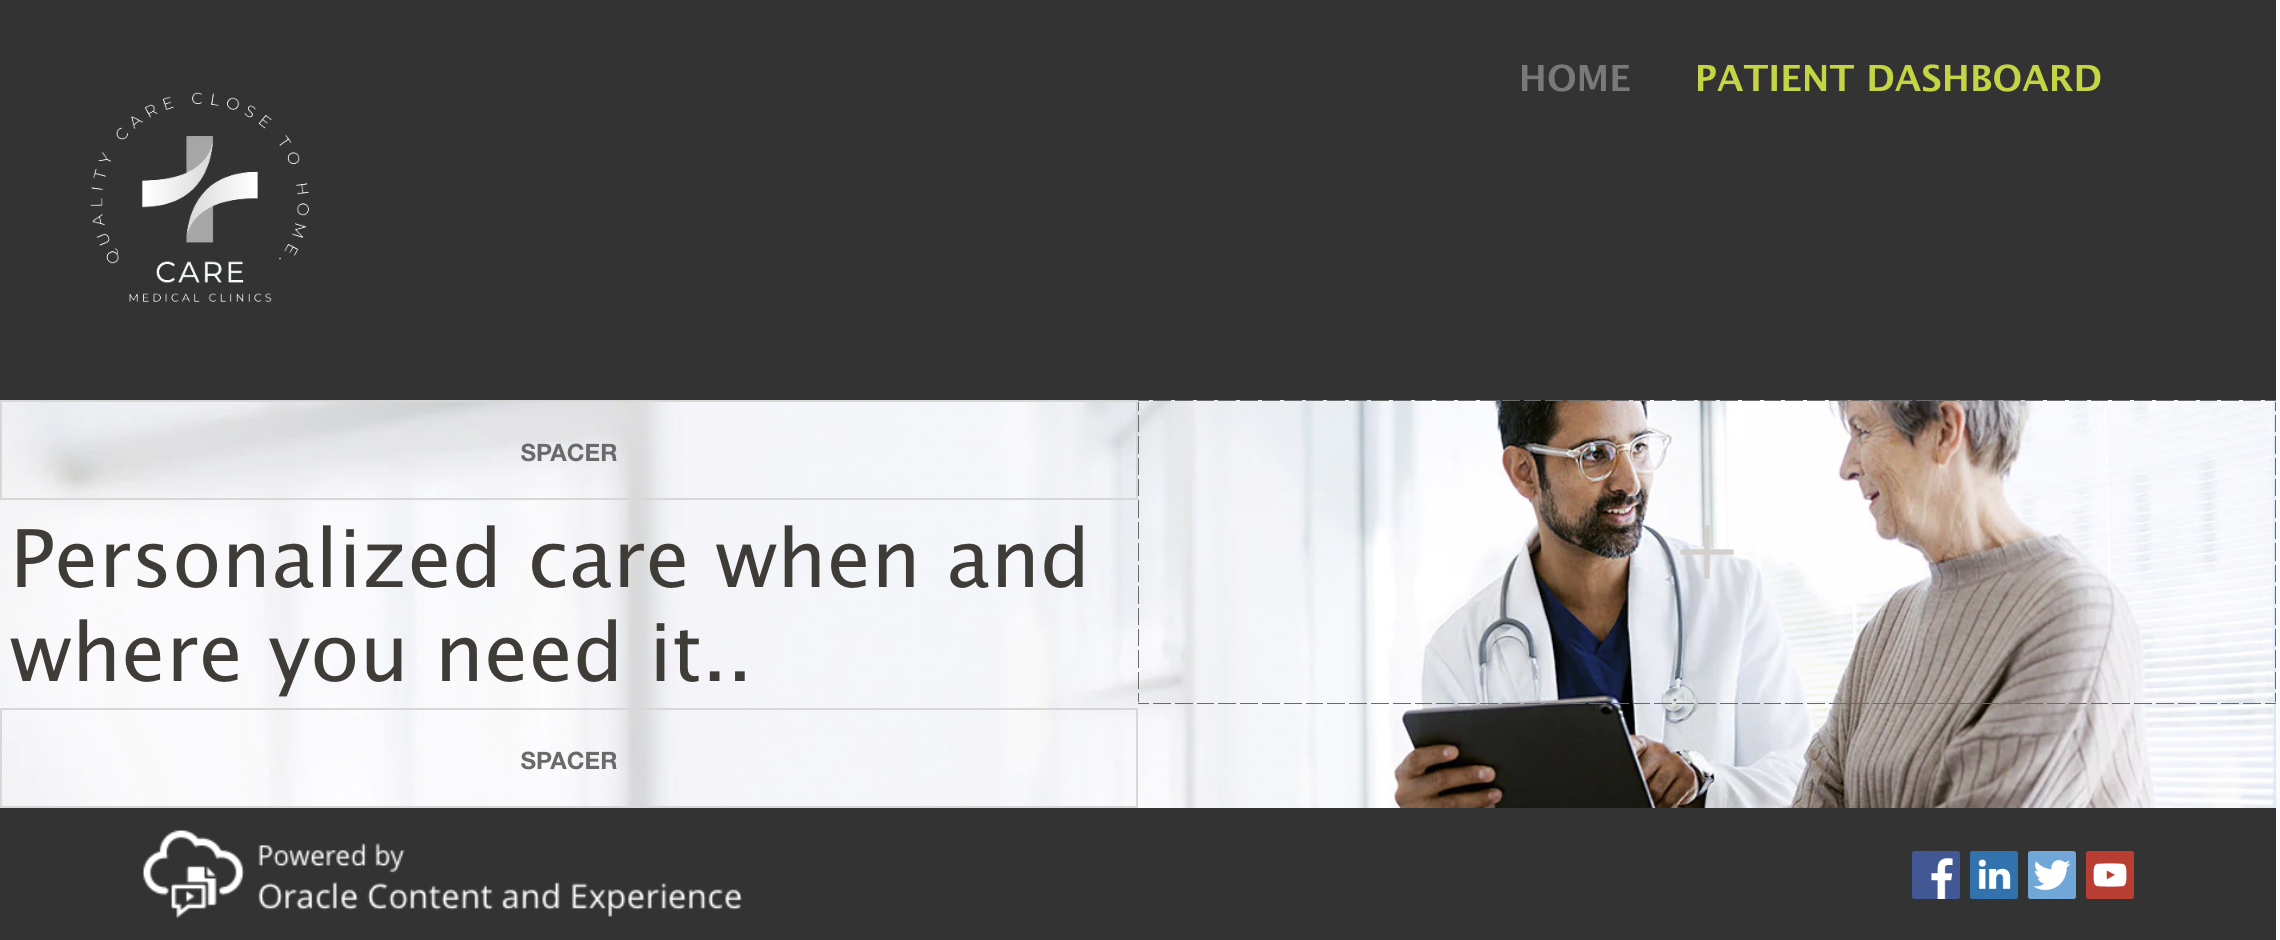 HOME PATIENT DASHBOARD
QUALITY CARE CLOSE TO HOME.
CARE
MEDICAL CLINICS
SPACER
Personalized care when and
where you need it..
SPACER
Powered by
Oracle Content and Experience
f
in